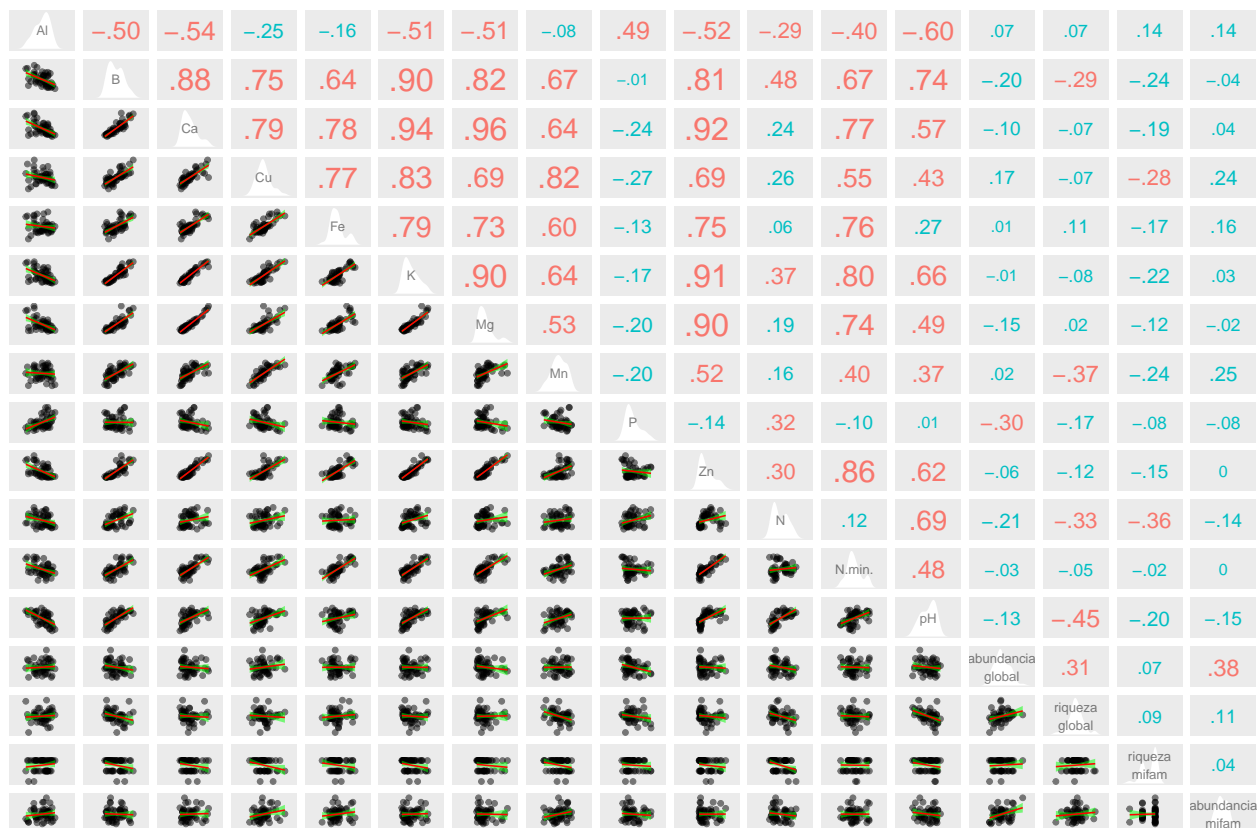 Al −.50 −.54 −.25 −.16 −.51 −.51 −.08 .49 −.52 −.29 −.40 −.60 .07 .07 .14 .14
B .88 .75 .64 .90 .82 .67 −.01 .81 .48 .67 .74 −.20 −.29 −.24 −.04
Ca .79 .78 .94 .96 .64 −.24 .92 .24 .77 .57 −.10 −.07 −.19 .04
Cu .77 .83 .69 .82 −.27 .69 .26 .55 .43 .17 −.07 −.28 .24
Fe .79 .73 .60 −.13 .75 .06 .76 .27 .01 .11 −.17 .16
K .90 .64 −.17 .91 .37 .80 .66 −.01 −.08 −.22 .03
Mg .53 −.20 .90 .19 .74 .49 −.15 .02 −.12 −.02
Mn −.20 .52 .16 .40 .37 .02 −.37 −.24 .25
P −.14 .32 −.10 .01 −.30 −.17 −.08 −.08
Zn .30 .86 .62 −.06 −.12 −.15 0
N .12 .69 −.21 −.33 −.36 −.14
N.min. .48 −.03 −.05 −.02 0
pH −.13 −.45 −.20 −.15
abundancia
global .31 .07 .38
riqueza
global .09 .11
riqueza
mifam .04
abundancia
mifam